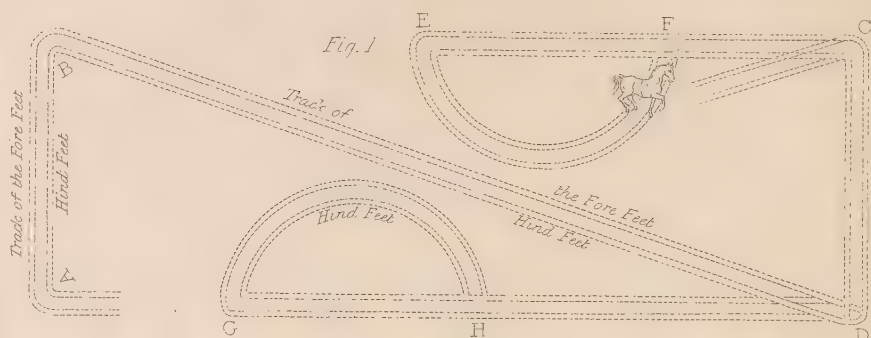 E
F
C
Fig. 1
B
Track of
Track of the Fore Feet
Hind Feet
the Fore Feet
Hind Feet
Hind Feet
A
G
H
D